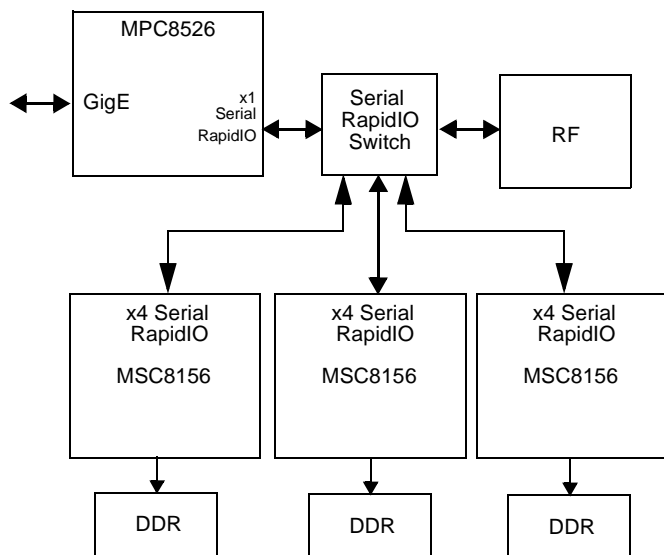 MPC8526
GigE
x1
Serial
RapidIO
Serial
RapidIO
Switch
RF
x4 Serial
RapidIO
MSC8156
x4 Serial
RapidIO
MSC8156
x4 Serial
RapidIO
MSC8156
DDR
DDR
DDR